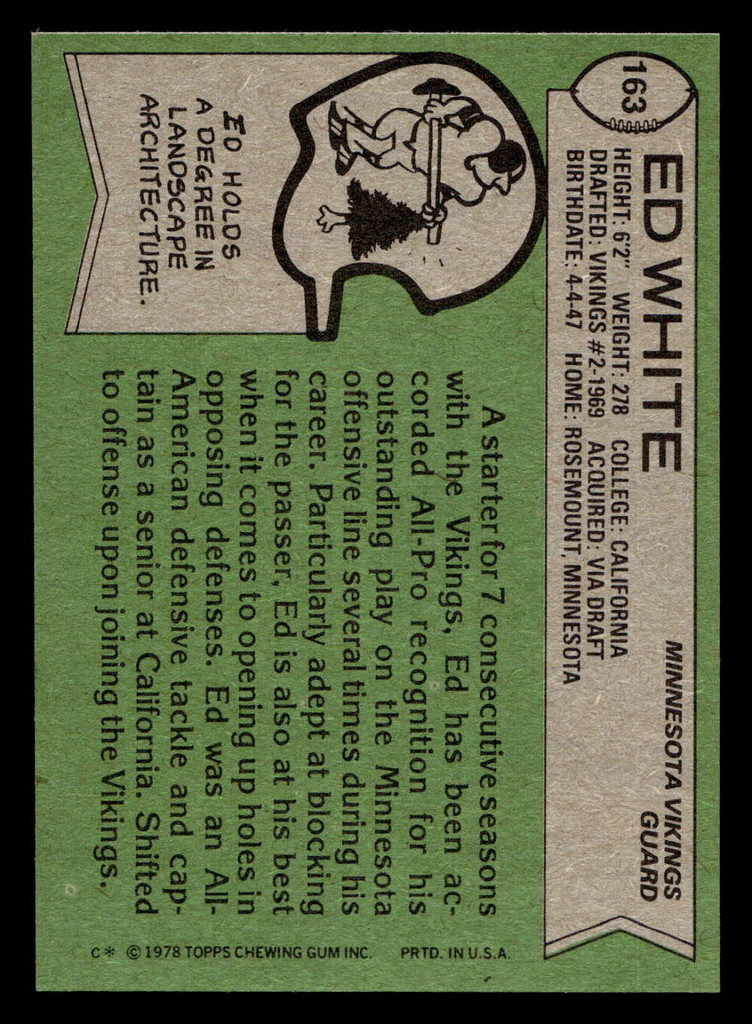 163
ED WHITE
MINNESOTA VIKINGS
GUARD
HEIGHT: 6'2" WEIGHT: 278 COLLEGE: CALIFORNIA
DRAFTED: VIKINGS #2-1969 ACQUIRED: VIA DRAFT
BIRTHDATE: 4-4-47 HOME: ROSEMOUNT, MINNESOTA
ED HOLDS
A DEGREE IN
LANDSCAPE
ARCHITECTURE.
A starter for 7 consecutive seasons
with the Vikings, Ed has been ac-
corded All-Pro recognition for his
outstanding play on the Minnesota
offensive line several times during his
career. Particularly adept at blocking
for the passer, Ed is also at his best
when it comes to opening up holes in
opposing defenses. Ed was an All-
American defensive tackle and cap-
tain as a senior at California. Shifted
to offense upon joining the Vikings.
C* © 1978 TOPPS CHEWING GUM INC. PRTD. IN U.S.A.